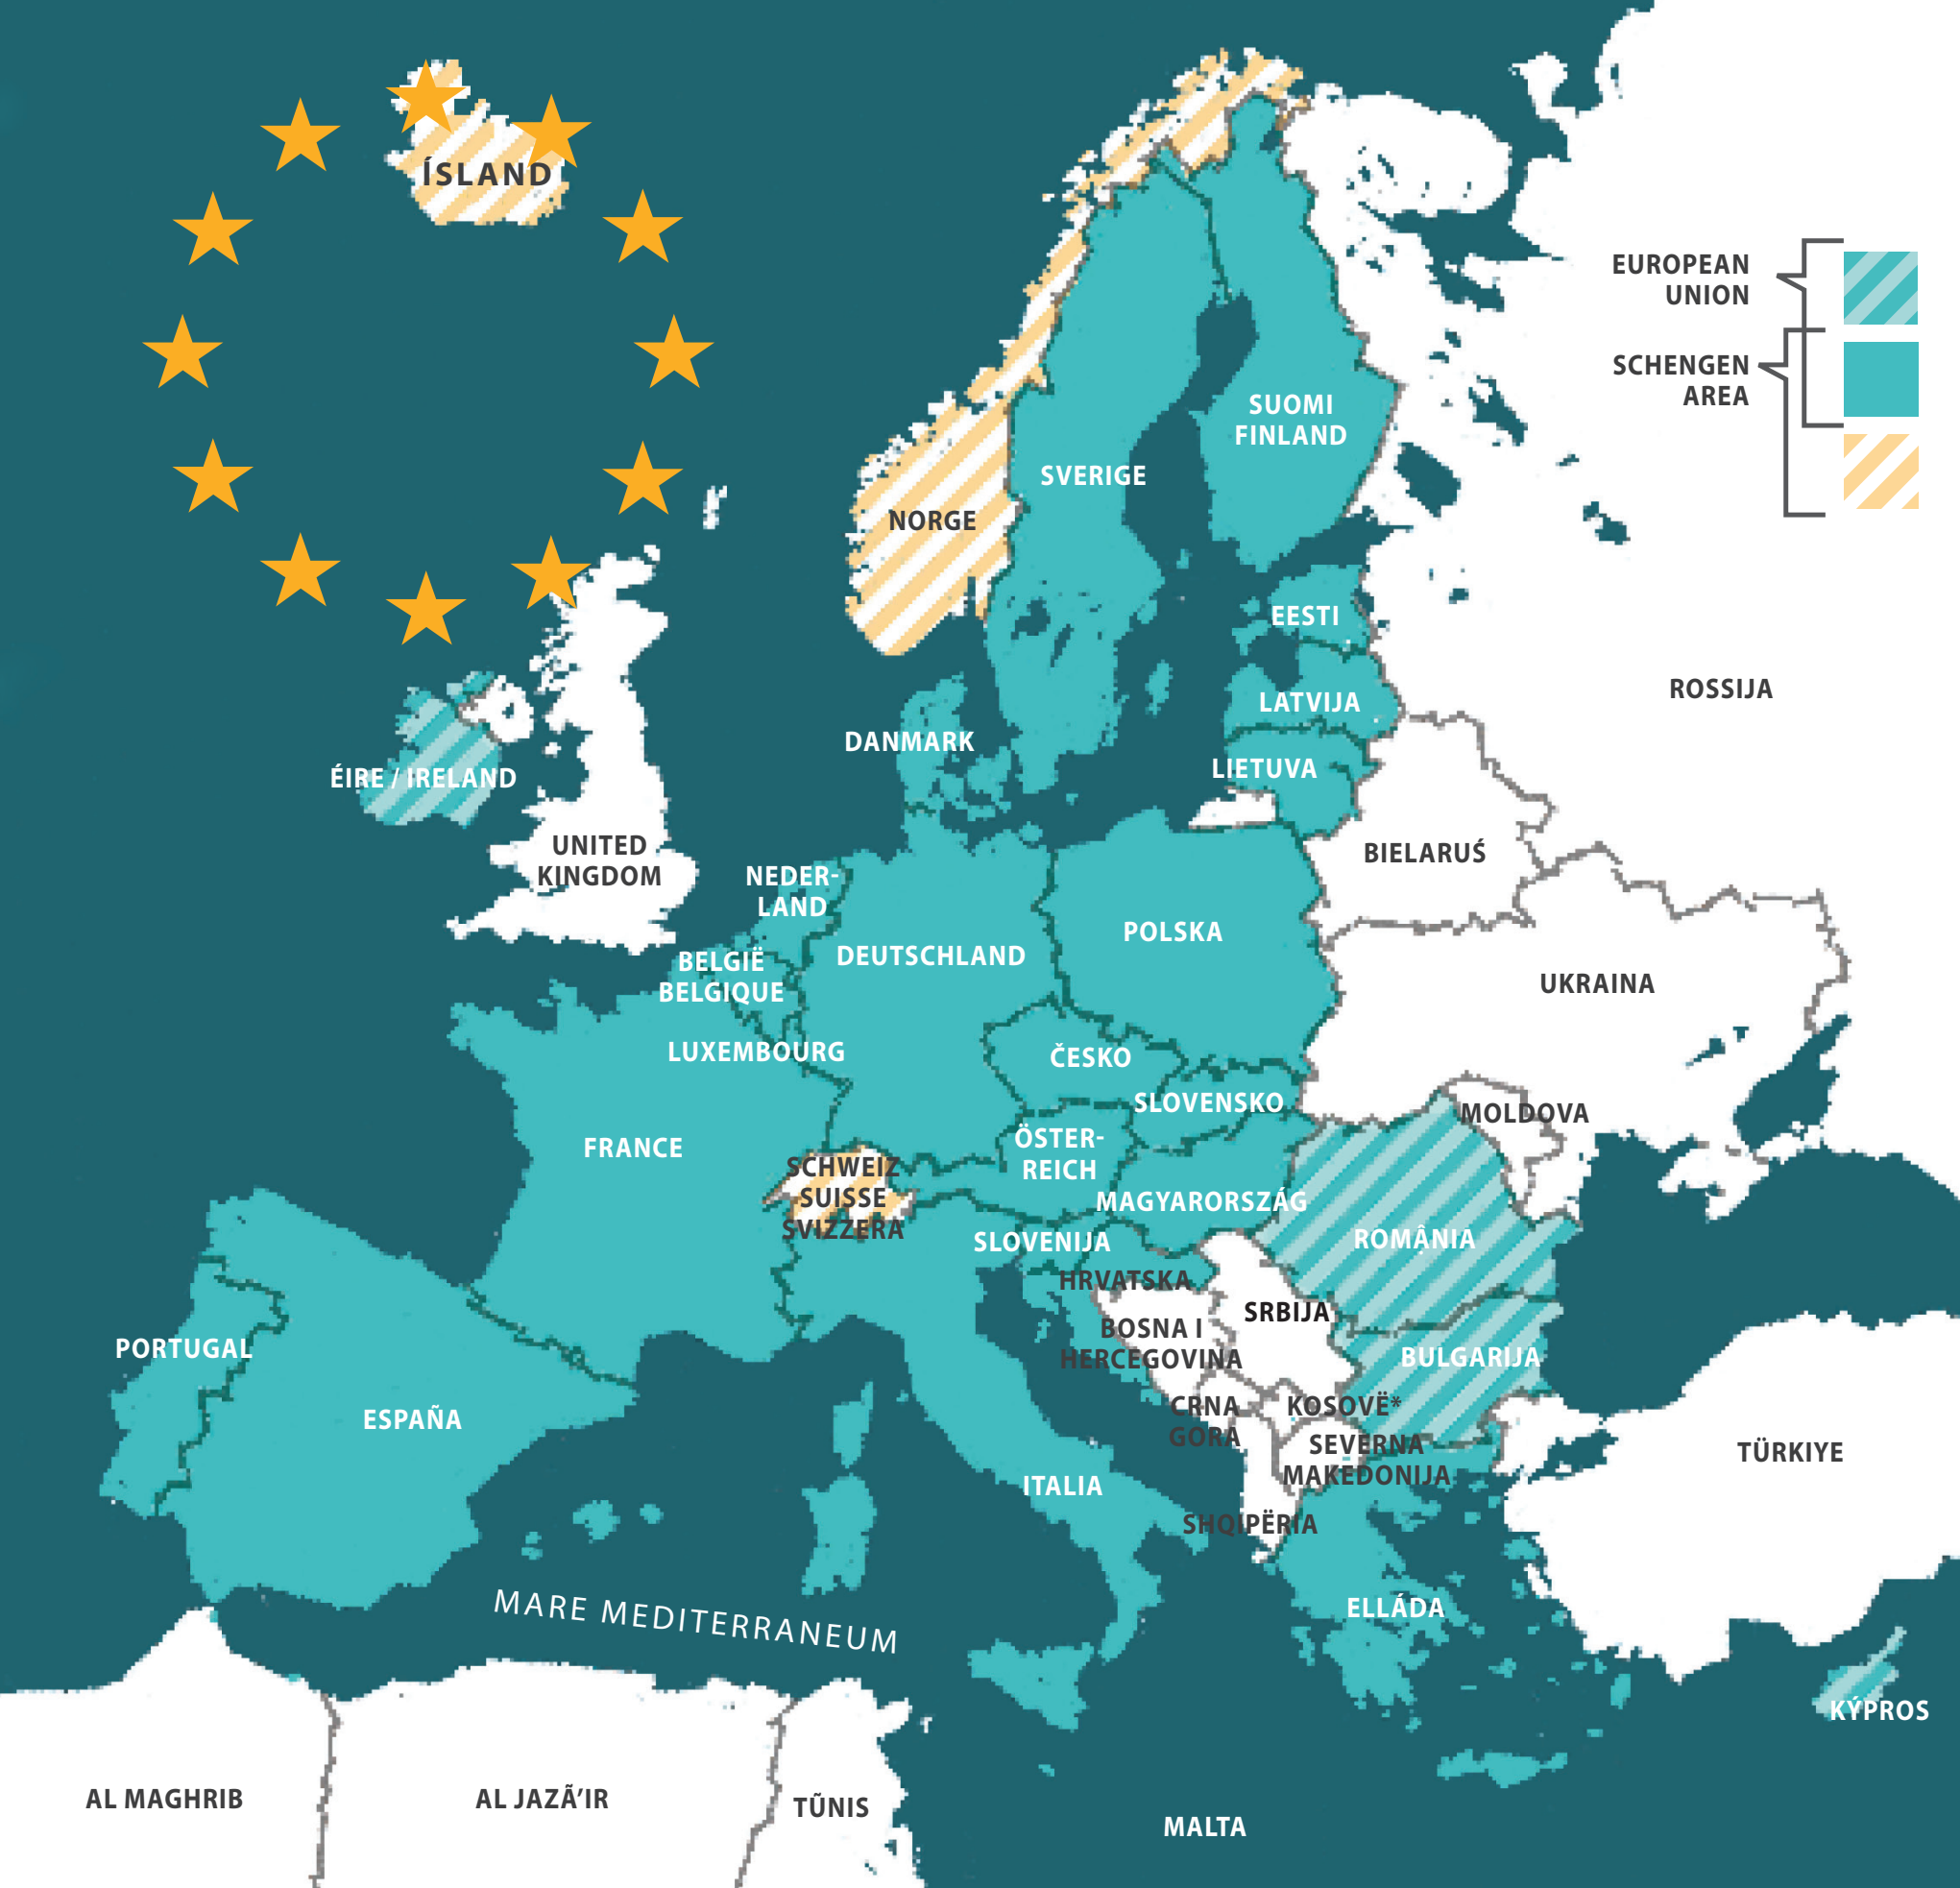 ÍSLAND
EUROPEAN
UNION
SCHENGEN
AREA
SUOMI
FINLAND
SVERIGE
NORGE
EESTI
ROSSIJA
LATVIJA
DANMARK
LIETUVA
ÉIRE / IRELAND
UNITED
KINGDOM
BIELARUŚ
NEDER-
LAND
POLSKA
DEUTSCHLAND
BELGIË
BELGIQUE
UKRAINA
LUXEMBOURG
ČESKO
SLOVENSKO
MOLDOVA
FRANCE
ÖSTER-
REICH
SCHWEIZ
SUISSE
SVIZZERA
MAGYARORSZÁG
SLOVENIJA
ROMÂNIA
HRVATSKA
SRBIJA
BOSNA I
HERCEGOVINA
PORTUGAL
BULGARIJA
ESPAÑA
CRNA
GORA
KOSOVË*
SEVERNA
MAKEDONIJA
TÜRKIYE
ITALIA
SHQIPËRIA
MARE MEDITERRANEUM
ELLÁDA
KÝPROS
AL MAGHRIB
AL JAZÃ’IR
TŨNIS
MALTA